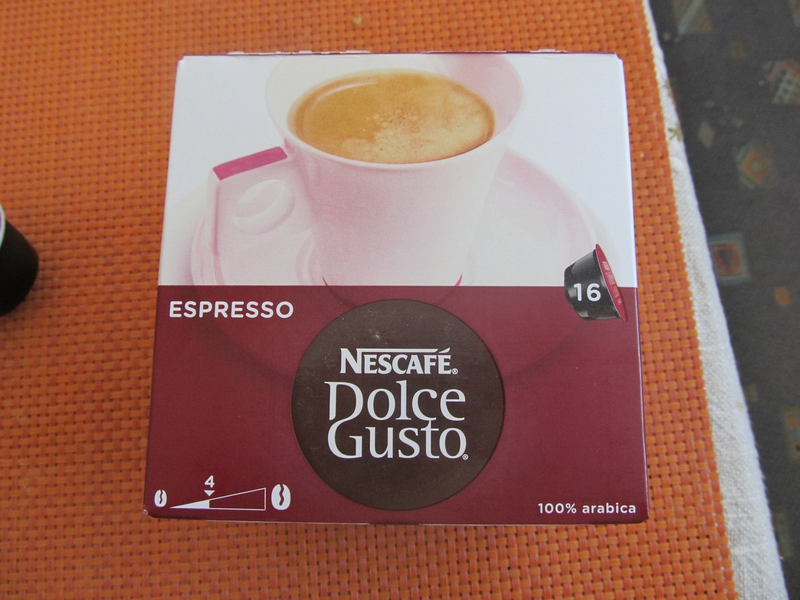 16
ESPRESSO
NESCAFÉ®
Dolce
Gusto®
4
100% arabica